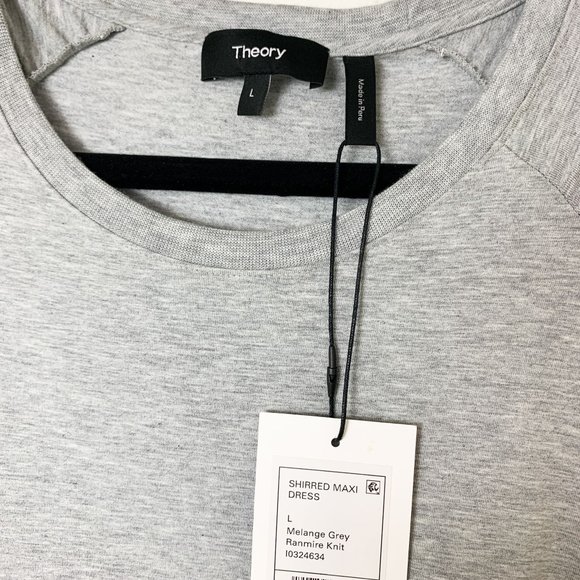 Theory
L
Made in Peru
SHIRRED MAXI
DRESS
L
Melange Grey
Ranmire Knit
I0324634